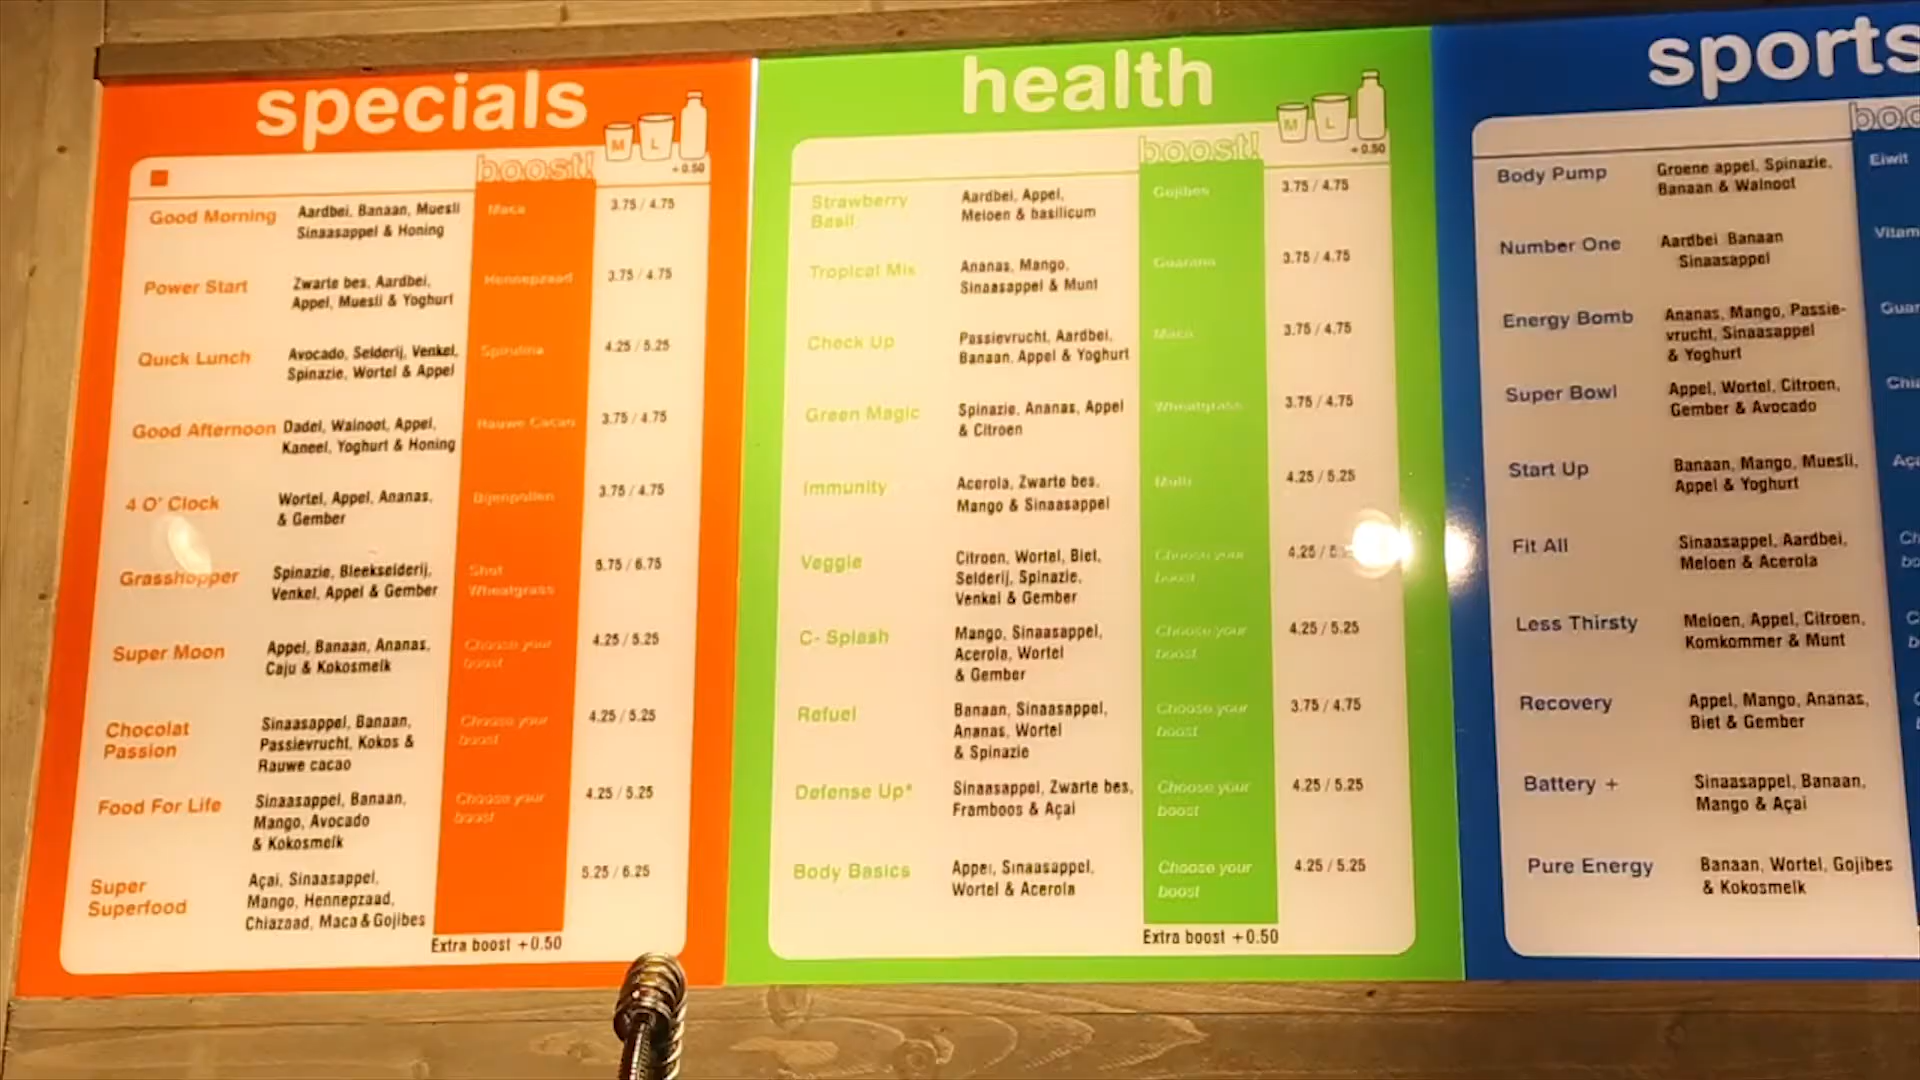 specials
M L
+0.50
boost!
Good Morning Aardbei, Banaan, Muesli Maca 3.75 / 4.75
Sinaasappel & Honing
Power Start Zwarte bes, Aardbei, Hennepzaad 3.75 / 4.75
Appel, Muesli & Yoghurt
Quick Lunch Avocado, Selderij, Venkel, Spirulina 4.25 / 5.25
Spinazie, Wortel & Appel
Good Afternoon Dadel, Walnoot, Appel, Rauwe Cacao 3.75 / 4.75
Kaneel, Yoghurt & Honing
4 O' Clock Wortel, Appel, Ananas, Bijenpollen 3.75 / 4.75
& Gember
Grasshopper Spinazie, Bleekselderij, Shot 5.75 / 6.75
Venkel, Appel & Gember Wheatgrass
Super Moon Appel, Banaan, Ananas, Choose your 4.25 / 5.25
Caju & Kokosmelk boost
Chocolat Sinaasappel, Banaan, Choose your 4.25 / 5.25
Passion Passievrucht, Kokos & boost
Rauwe cacao
Food For Life Sinaasappel, Banaan, Choose your 4.25 / 5.25
Mango, Avocado boost
& Kokosmelk
Super Açai, Sinaasappel, 5.25 / 6.25
Superfood Mango, Hennepzaad,
Chiazaad, Maca & Gojibes
Extra boost +0.50
health
M L
+0.50
boost!
Strawberry Aardbei, Appel, Gojibes 3.75 / 4.75
Basil Meloen & basilicum
Tropical Mix Ananas, Mango, Guarana 3.75 / 4.75
Sinaasappel & Munt
Check Up Passievrucht, Aardbei, Maca 3.75 / 4.75
Banaan, Appel & Yoghurt
Green Magic Spinazie, Ananas, Appel Wheatgrass 3.75 / 4.75
& Citroen
Immunity Acerola, Zwarte bes, Multi 4.25 / 5.25
Mango & Sinaasappel
Veggie Citroen, Wortel, Biet, Choose your 4.25 /
Selderij, Spinazie, boost
Venkel & Gember
C- Splash Mango, Sinaasappel, Choose your 4.25 / 5.25
Acerola, Wortel boost
& Gember
Refuel Banaan, Sinaasappel, Choose your 3.75 / 4.75
Ananas, Wortel boost
& Spinazie
Defense Up* Sinaasappel, Zwarte bes, Choose your 4.25 / 5.25
Framboos & Açai boost
Body Basics Appel, Sinaasappel, Choose your 4.25 / 5.25
Wortel & Acerola boost
Extra boost +0.50
sports
boo
Body Pump Groene appel, Spinazie, Eiwit
Banaan & Walnoot
Number One Aardbei Banaan Vitam
Sinaasappel
Energy Bomb Ananas, Mango, Passie- Guar
vrucht, Sinaasappel
& Yoghurt
Super Bowl Appel, Wortel, Citroen, Chia
Gember & Avocado
Start Up Banaan, Mango, Muesli, Aça
Appel & Yoghurt
Fit All Sinaasappel, Aardbei, Ch
Meloen & Acerola bo
Less Thirsty Meloen, Appel, Citroen, C
Komkommer & Munt b
Recovery Appel, Mango, Ananas,
Biet & Gember
Battery + Sinaasappel, Banaan,
Mango & Açai
Pure Energy Banaan, Wortel, Gojibes
& Kokosmelk